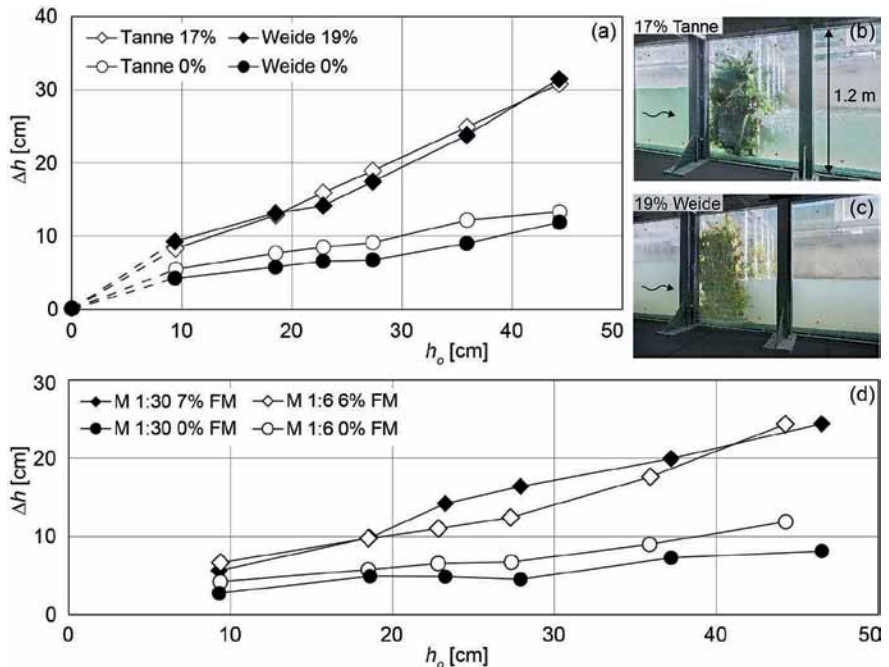 (a)
Tanne 17% Weide 19%
Tanne 0% Weide 0%
40
30
20
10
0
Δh [cm]
0 10 20 30 40 50
hₒ [cm]
17% Tanne (b)
1.2 m
19% Weide (c)
(d)
M 1:30 7% FM M 1:6 6% FM
M 1:30 0% FM M 1:6 0% FM
30
20
10
0
Δh [cm]
0 10 20 30 40 50
hₒ [cm]